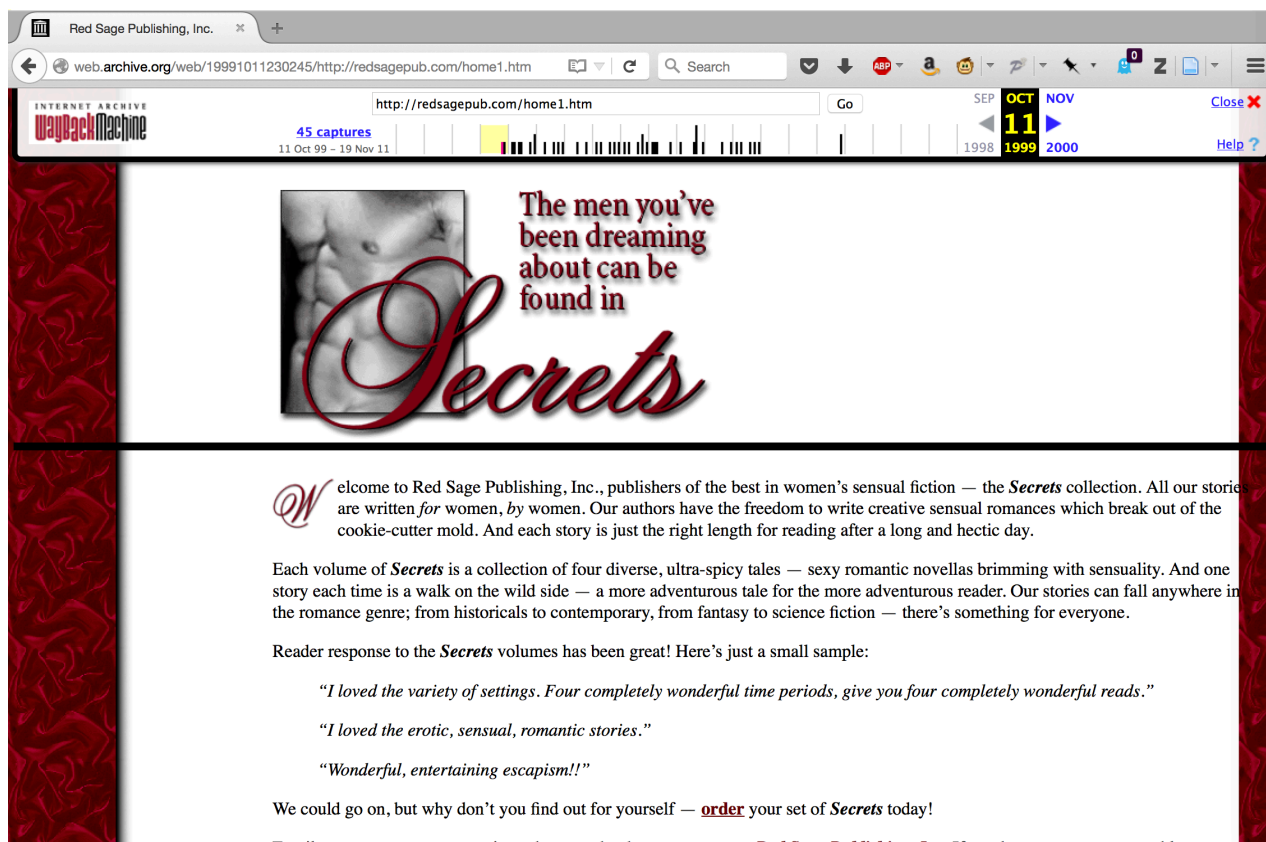 Red Sage Publishing, Inc.
web.archive.org/web/19991011230245/http://redsagepub.com/home1.htm
Search
ABP
a
0
Z
INTERNET ARCHIVE
WayBackMachine
http://redsagepub.com/home1.htm
Go
SEP OCT NOV
Close
45 captures
11
11 Oct 99 – 19 Nov 11
1998 1999 2000
Help ?
The men you've
been dreaming
about can be
found in
Secrets
Welcome to Red Sage Publishing, Inc., publishers of the best in women's sensual fiction — the Secrets collection. All our stories
are written for women, by women. Our authors have the freedom to write creative sensual romances which break out of the
cookie-cutter mold. And each story is just the right length for reading after a long and hectic day.
Each volume of Secrets is a collection of four diverse, ultra-spicy tales — sexy romantic novellas brimming with sensuality. And one
story each time is a walk on the wild side — a more adventurous tale for the more adventurous reader. Our stories can fall anywhere in
the romance genre; from historicals to contemporary, from fantasy to science fiction — there's something for everyone.
Reader response to the Secrets volumes has been great! Here's just a small sample:
"I loved the variety of settings. Four completely wonderful time periods, give you four completely wonderful reads."
"I loved the erotic, sensual, romantic stories."
"Wonderful, entertaining escapism!!"
We could go on, but why don't you find out for yourself — order your set of Secrets today!